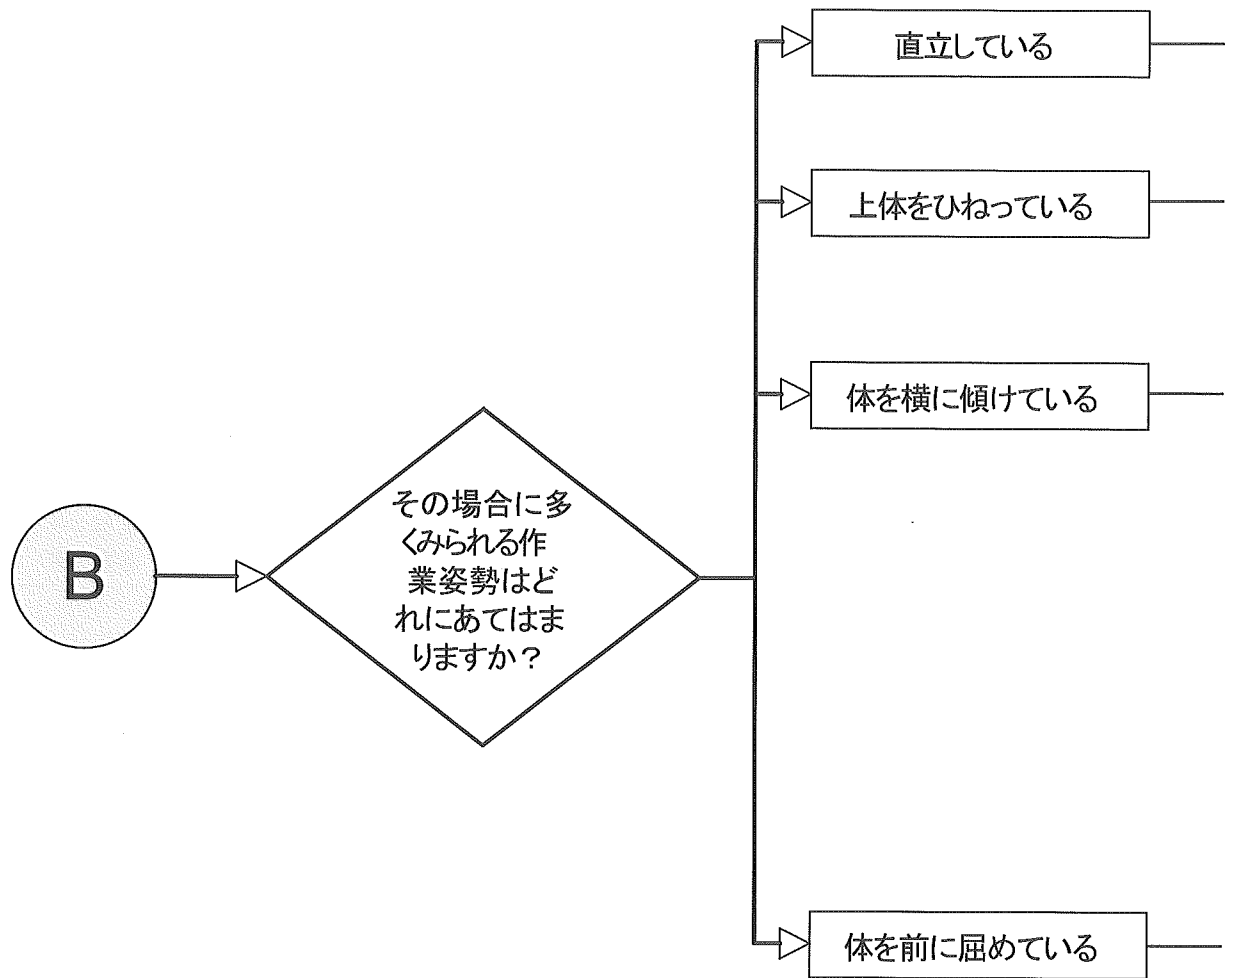 B
その場合に多
くみられる作
業姿勢はど
れにあてはま
りますか？
直立している
上体をひねっている
体を横に傾けている
体を前に屈めている